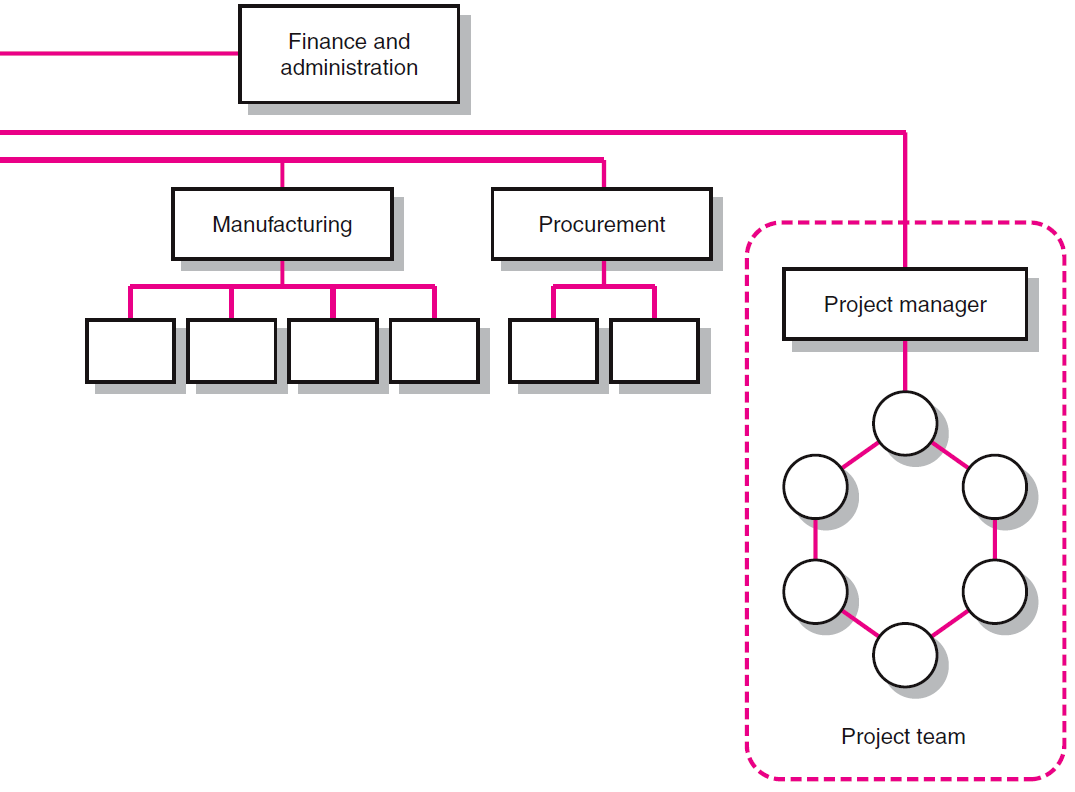 Finance and
administration
Manufacturing
Procurement
Project manager
Project team